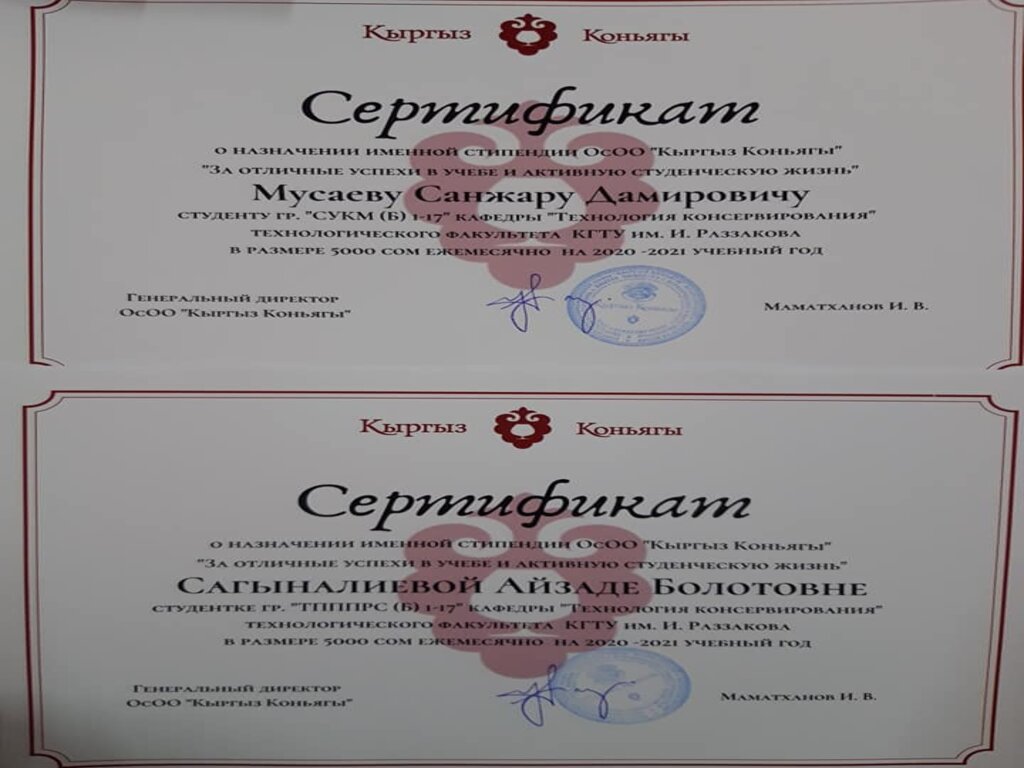 Кыргыз Коньягы
Сертификат
о назначении именной стипендии ОсОО "Кыргыз Коньягы"
"За отличные успехи в учебе и активную студенческую жизнь"
Мусаеву Санжару Дамировичу
студенту гр. "СУКМ (Б) 1-17" кафедры "Технология консервирования"
технологического факультета КГТУ им. И. Раззакова
в размере 5000 сом ежемесячно на 2020 -2021 учебный год
Генеральный директор
ОсОО "Кыргыз Коньягы"
Маматханов И. В.
Кыргыз Коньягы
Сертификат
о назначении именной стипендии ОсОО "Кыргыз Коньягы"
"За отличные успехи в учебе и активную студенческую жизнь"
Сагыналиевой Айзаде Болотовне
студентке гр. "ТПППРС (Б) 1-17" кафедры "Технология консервирования"
технологического факультета КГТУ им. И. Раззакова
в размере 5000 сом ежемесячно на 2020 -2021 учебный год
Генеральный директор
ОсОО "Кыргыз Коньягы"
Маматханов И. В.